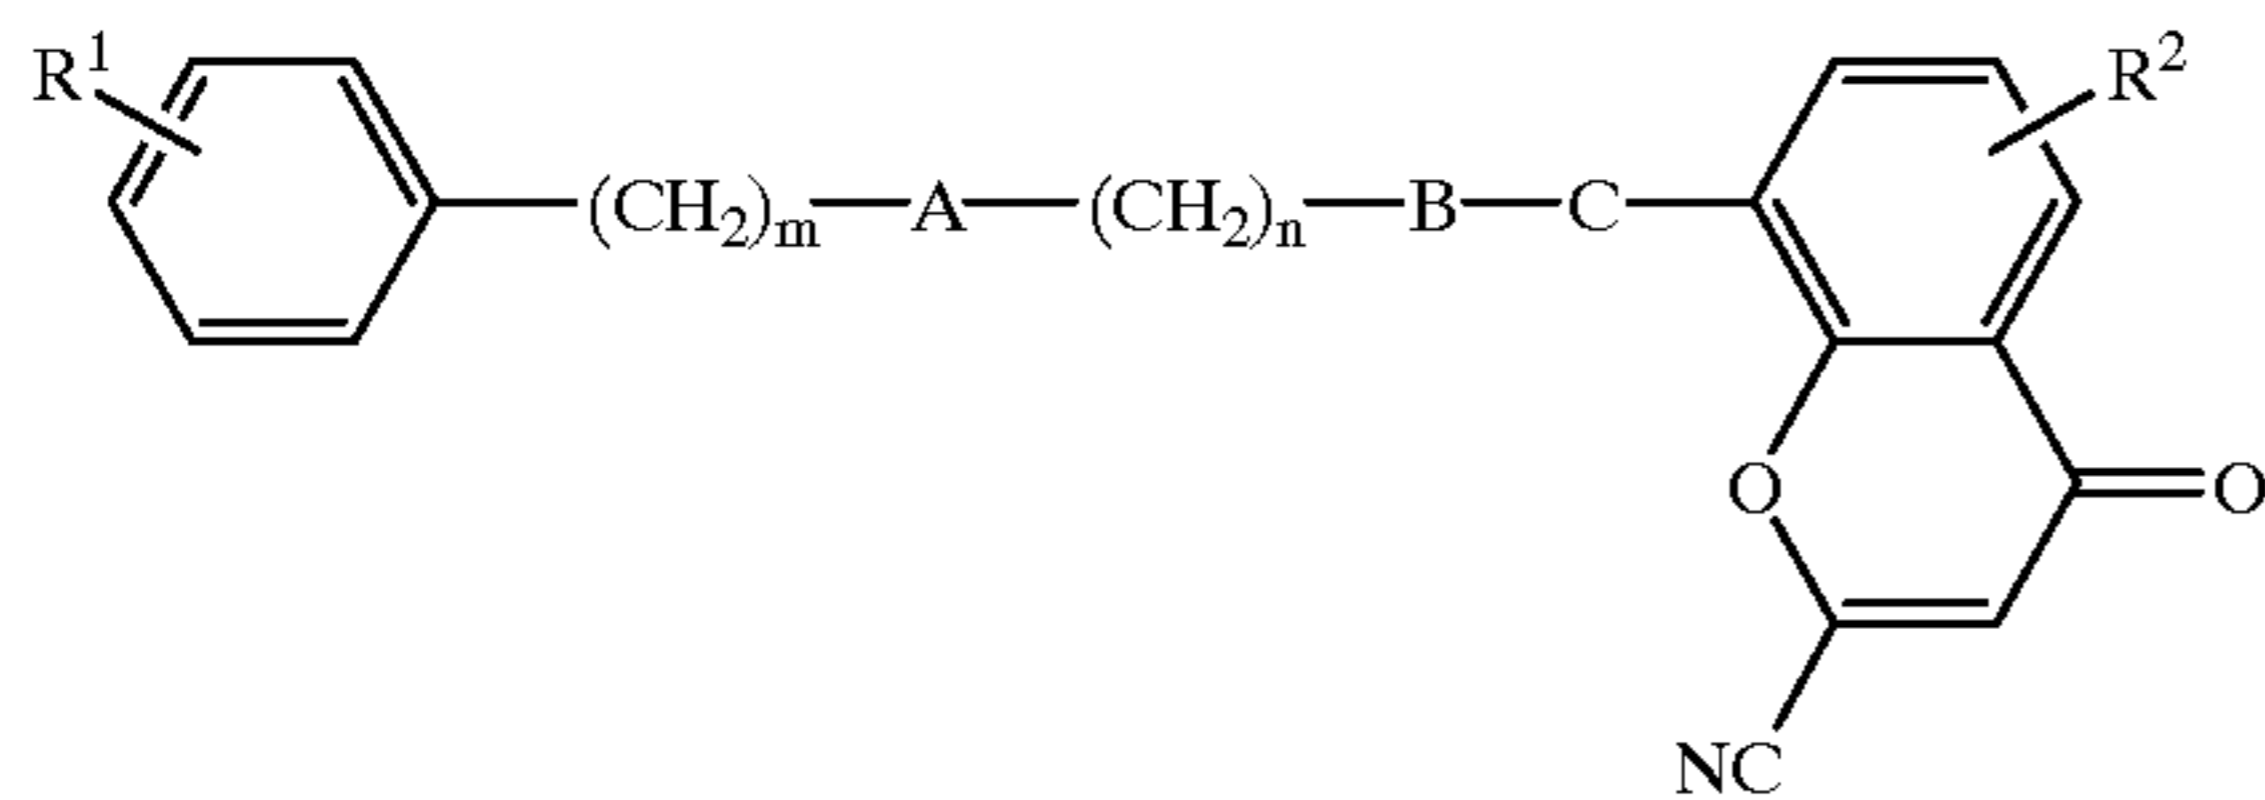 R¹ R²
(CH₂)ₘ A (CH₂)ₙ B C
O O
NC